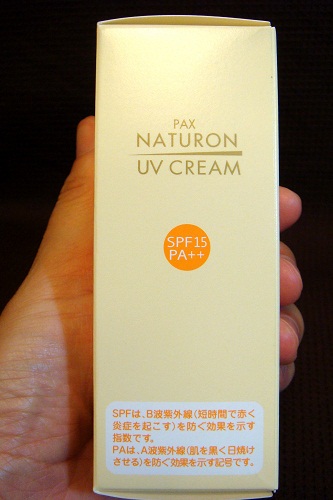 PAX
NATURON
UV CREAM
SPF15
PA++
SPFは、B波紫外線(短時間で赤く
炎症を起こす)を防ぐ効果を示す
指数です。
PAは、A波紫外線(肌を黒く日焼け
させる)を防ぐ効果を示す記号です。